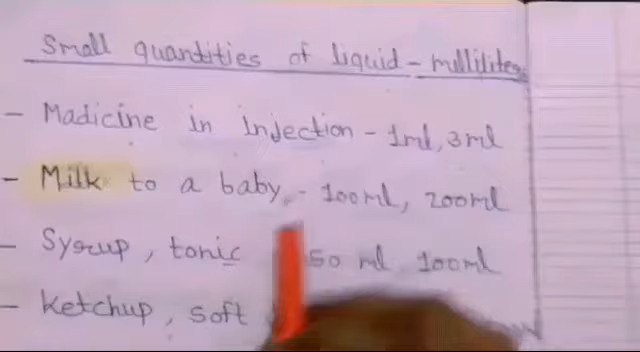 Small quantities of liquid - millilitres
- Madicine in injection - 1ml, 3ml
- Milk to a baby - 100ml, 200ml
- Syrup, tonic 50 ml 100ml
- Ketchup, soft